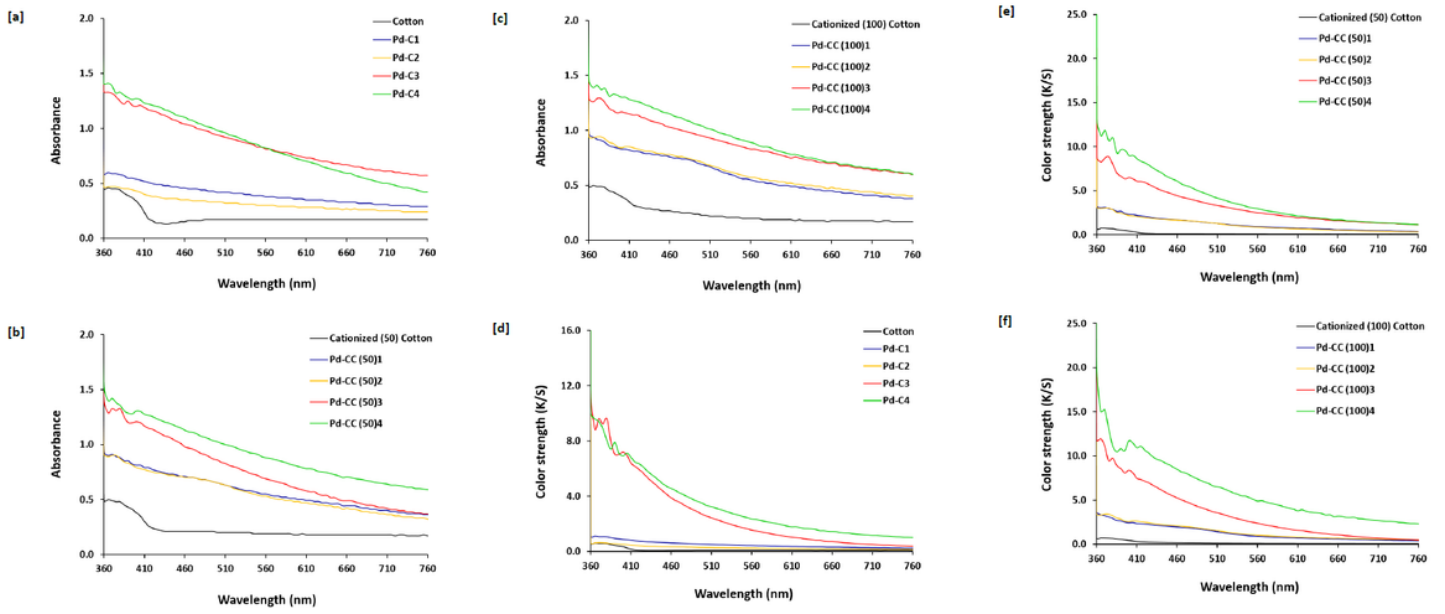 [a]
2.0
1.5
1.0
0.5
0.0
Absorbance
360 410 460 510 560 610 660 710 760
Wavelength (nm)
Cotton
Pd-C1
Pd-C2
Pd-C3
Pd-C4
[c]
2.0
1.5
1.0
0.5
0.0
Absorbance
360 410 460 510 560 610 660 710 760
Wavelength (nm)
Cationized (100) Cotton
Pd-CC (100)1
Pd-CC (100)2
Pd-CC (100)3
Pd-CC (100)4
[e]
25.0
20.0
15.0
10.0
5.0
0.0
Color strength (K/S)
360 410 460 510 560 610 660 710 760
Wavelength (nm)
Cationized (50) Cotton
Pd-CC (50)1
Pd-CC (50)2
Pd-CC (50)3
Pd-CC (50)4
[b]
2.0
1.5
1.0
0.5
0.0
Absorbance
360 410 460 510 560 610 660 710 760
Wavelength (nm)
Cationized (50) Cotton
Pd-CC (50)1
Pd-CC (50)2
Pd-CC (50)3
Pd-CC (50)4
[d]
16.0
12.0
8.0
4.0
0.0
Color strength (K/S)
360 410 460 510 560 610 660 710 760
Wavelength (nm)
Cotton
Pd-C1
Pd-C2
Pd-C3
Pd-C4
[f]
25.0
20.0
15.0
10.0
5.0
0.0
Color strength (K/S)
360 410 460 510 560 610 660 710 760
Wavelength (nm)
Cationized (100) Cotton
Pd-CC (100)1
Pd-CC (100)2
Pd-CC (100)3
Pd-CC (100)4